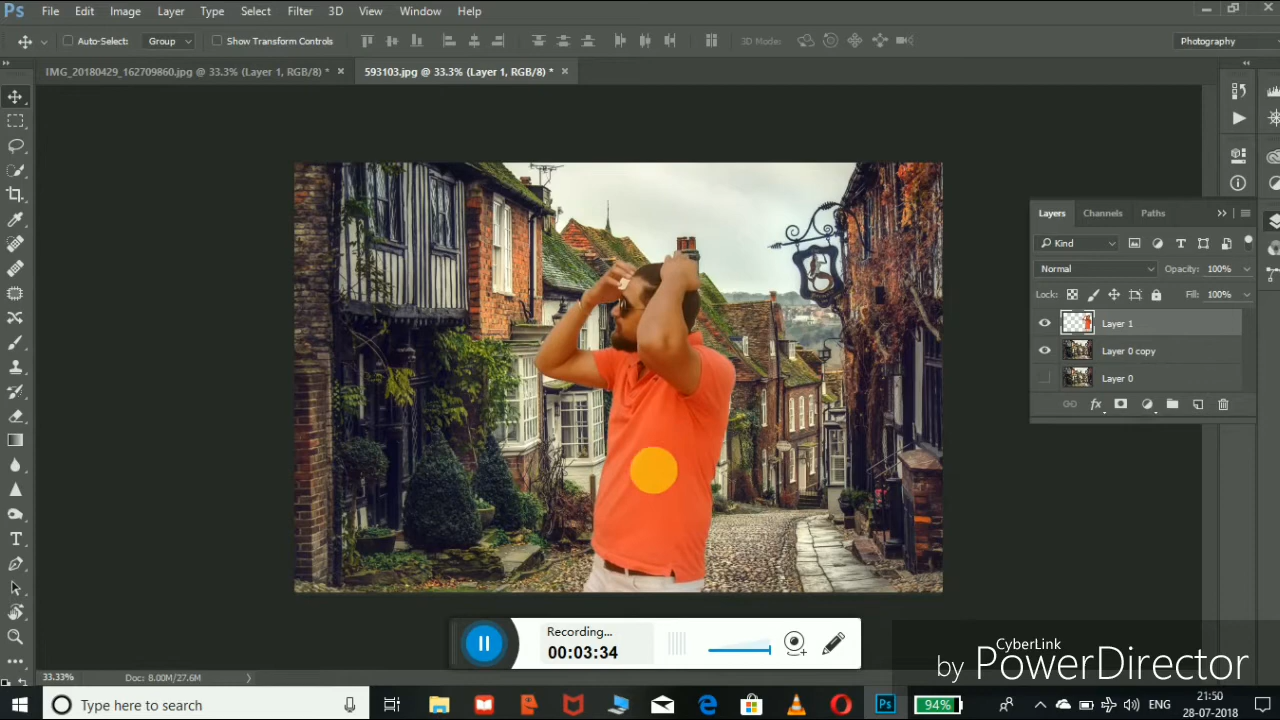 Ps File Edit Image Layer Type Select Filter 3D View Window Help
Auto-Select: Group Show Transform Controls 3D Mode: Photography
IMG_20180429_162709860.jpg @ 33.3% (Layer 1, RGB/8) * × 593103.jpg @ 33.3% (Layer 1, RGB/8) * ×
Layers Channels Paths
Kind
Normal Opacity: 100%
Lock: Fill: 100%
Layer 1
Layer 0 copy
Layer 0
fx
T
Recording...
00:03:34
CyberLink
by PowerDirector
33.33% Doc: 8.00M/27.6M
Type here to search
Ps
94%
ENG
21:50
28-07-2018